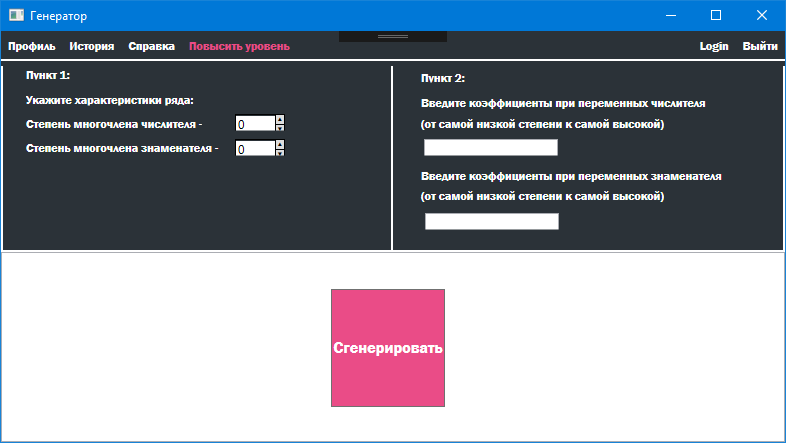 Генератор
Профиль История Справка Повысить уровень Login Выйти
Пункт 1:
Укажите характеристики ряда:
Степень многочлена числителя - 0
Степень многочлена знаменателя - 0
Пункт 2:
Введите коэффициенты при переменных числителя
(от самой низкой степени к самой высокой)
Введите коэффициенты при переменных знаменателя
(от самой низкой степени к самой высокой)
Сгенерировать